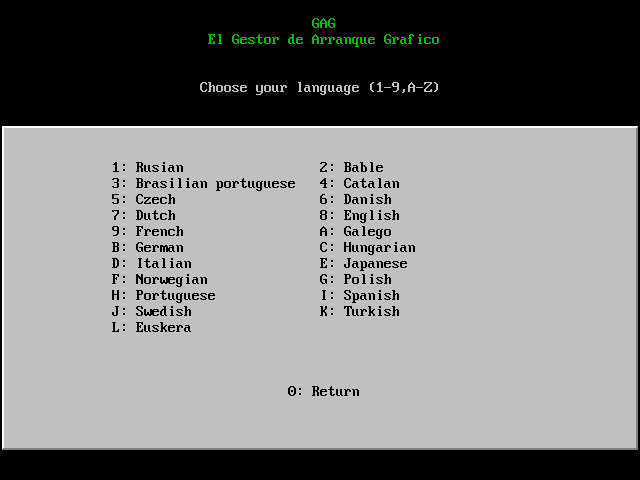 GAG
El Gestor de Arranque Grafico
Choose your language (1-9,A-Z)
1: Rusian 2: Bable
3: Brasilian portuguese 4: Catalan
5: Czech 6: Danish
7: Dutch 8: English
9: French A: Galego
B: German C: Hungarian
D: Italian E: Japanese
F: Norwegian G: Polish
H: Portuguese I: Spanish
J: Swedish K: Turkish
L: Euskera
0: Return